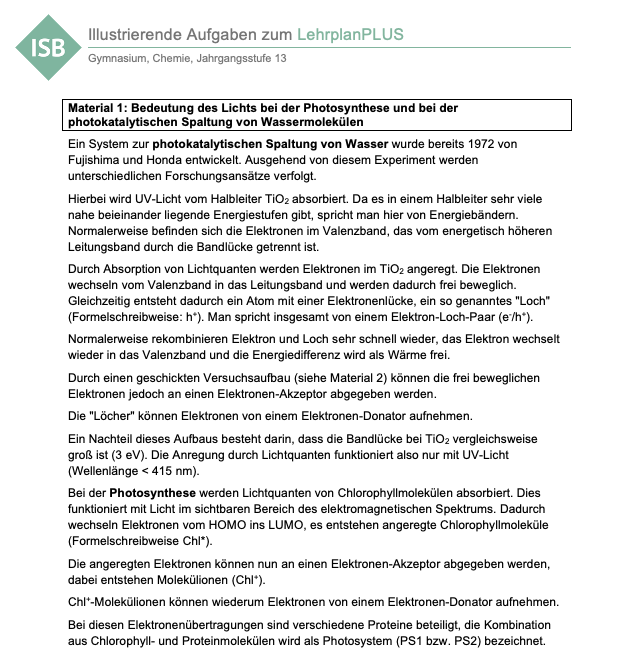 ISB
Illustrierende Aufgaben zum LehrplanPLUS
Gymnasium, Chemie, Jahrgangsstufe 13
Material 1: Bedeutung des Lichts bei der Photosynthese und bei der
photokatalytischen Spaltung von Wassermolekülen
Ein System zur photokatalytischen Spaltung von Wasser wurde bereits 1972 von
Fujishima und Honda entwickelt. Ausgehend von diesem Experiment werden
unterschiedlichen Forschungsansätze verfolgt.
Hierbei wird UV-Licht vom Halbleiter TiO₂ absorbiert. Da es in einem Halbleiter sehr viele
nahe beieinander liegende Energiestufen gibt, spricht man hier von Energiebändern.
Normalerweise befinden sich die Elektronen im Valenzband, das vom energetisch höheren
Leitungsband durch die Bandlücke getrennt ist.
Durch Absorption von Lichtquanten werden Elektronen im TiO₂ angeregt. Die Elektronen
wechseln vom Valenzband in das Leitungsband und werden dadurch frei beweglich.
Gleichzeitig entsteht dadurch ein Atom mit einer Elektronenlücke, ein so genanntes "Loch"
(Formelschreibweise: h⁺). Man spricht insgesamt von einem Elektron-Loch-Paar (e⁻/h⁺).
Normalerweise rekombinieren Elektron und Loch sehr schnell wieder, das Elektron wechselt
wieder in das Valenzband und die Energiedifferenz wird als Wärme frei.
Durch einen geschickten Versuchsaufbau (siehe Material 2) können die frei beweglichen
Elektronen jedoch an einen Elektronen-Akzeptor abgegeben werden.
Die "Löcher" können Elektronen von einem Elektronen-Donator aufnehmen.
Ein Nachteil dieses Aufbaus besteht darin, dass die Bandlücke bei TiO₂ vergleichsweise
groß ist (3 eV). Die Anregung durch Lichtquanten funktioniert also nur mit UV-Licht
(Wellenlänge < 415 nm).
Bei der Photosynthese werden Lichtquanten von Chlorophyllmolekülen absorbiert. Dies
funktioniert mit Licht im sichtbaren Bereich des elektromagnetischen Spektrums. Dadurch
wechseln Elektronen vom HOMO ins LUMO, es entstehen angeregte Chlorophyllmoleküle
(Formelschreibweise Chl*).
Die angeregten Elektronen können nun an einen Elektronen-Akzeptor abgegeben werden,
dabei entstehen Molekülionen (Chl⁺).
Chl⁺-Molekülionen können wiederum Elektronen von einem Elektronen-Donator aufnehmen.
Bei diesen Elektronenübertragungen sind verschiedene Proteine beteiligt, die Kombination
aus Chlorophyll- und Proteinmolekülen wird als Photosystem (PS1 bzw. PS2) bezeichnet.